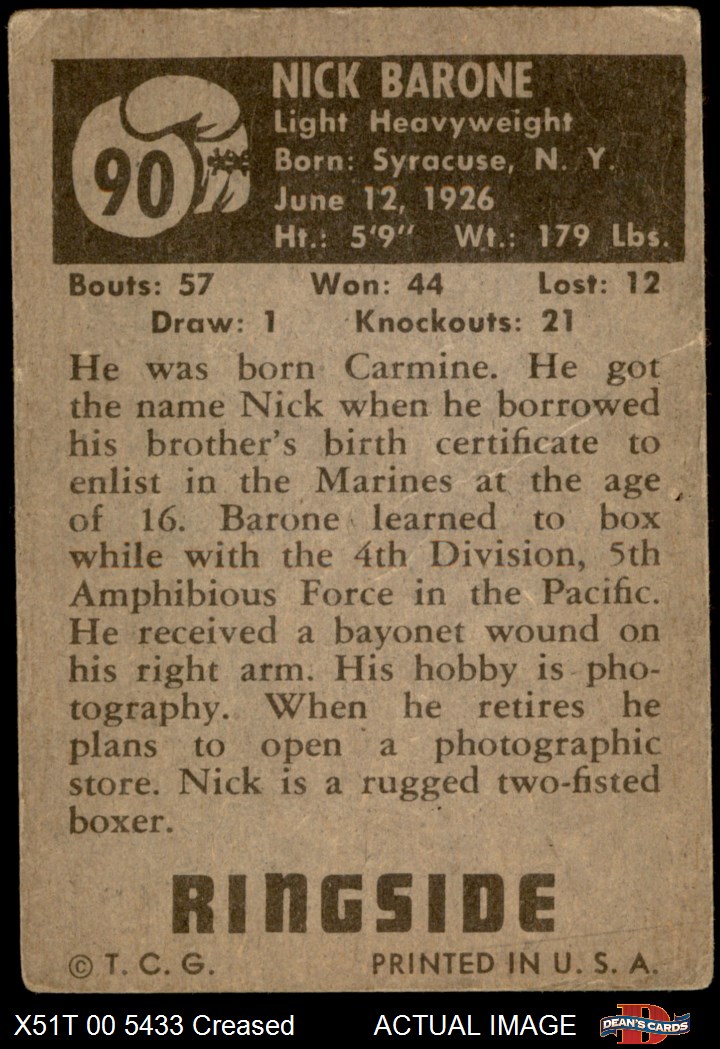 90
NICK BARONE
Light Heavyweight
Born: Syracuse, N. Y.
June 12, 1926
Ht.: 5'9" Wt.: 179 Lbs.
Bouts: 57 Won: 44 Lost: 12
Draw: 1 Knockouts: 21
He was born Carmine. He got
the name Nick when he borrowed
his brother's birth certificate to
enlist in the Marines at the age
of 16. Barone learned to box
while with the 4th Division, 5th
Amphibious Force in the Pacific.
He received a bayonet wound on
his right arm. His hobby is pho-
tography. When he retires he
plans to open a photographic
store. Nick is a rugged two-fisted
boxer.
RINGSIDE
© T. C. G. PRINTED IN U. S. A.
X51T 00 5433 Creased ACTUAL IMAGE
D
DEAN'S CARDS